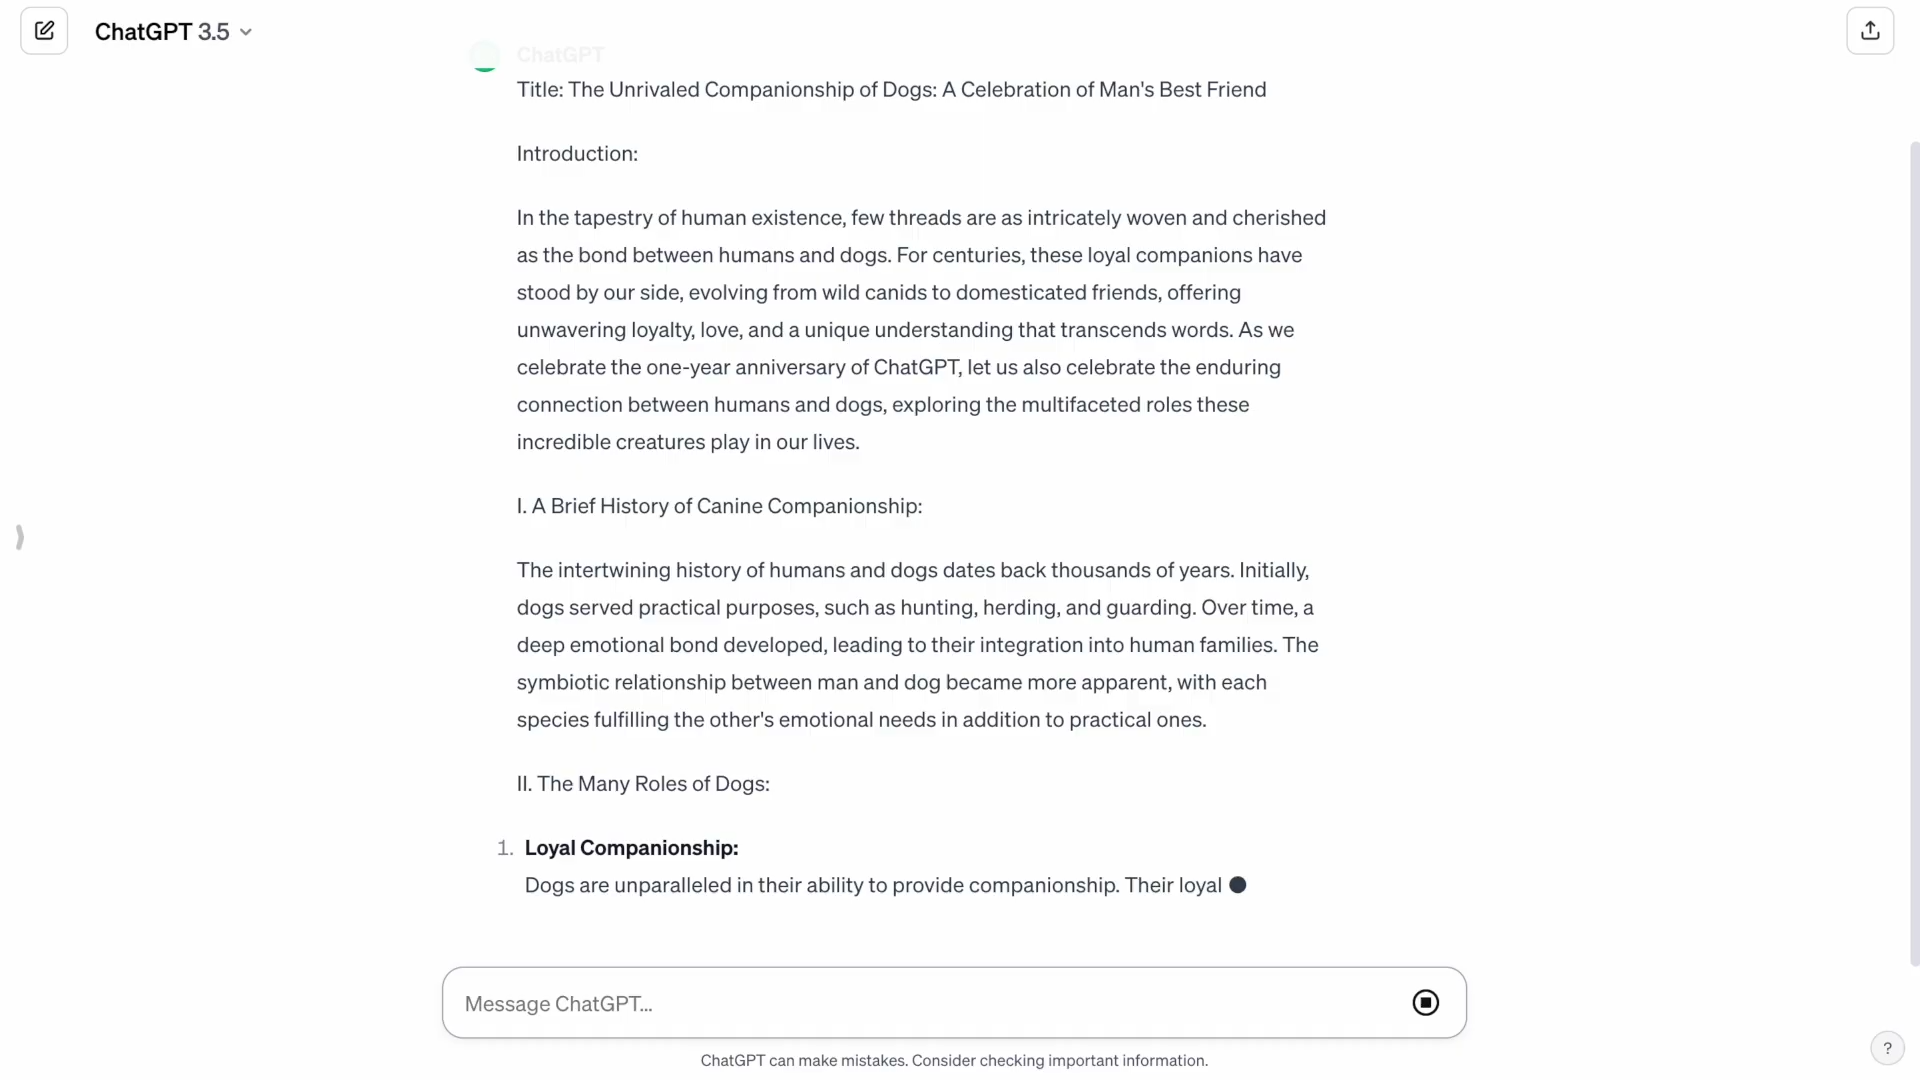 ChatGPT 3.5
ChatGPT
Title: The Unrivaled Companionship of Dogs: A Celebration of Man's Best Friend
Introduction:
In the tapestry of human existence, few threads are as intricately woven and cherished
as the bond between humans and dogs. For centuries, these loyal companions have
stood by our side, evolving from wild canids to domesticated friends, offering
unwavering loyalty, love, and a unique understanding that transcends words. As we
celebrate the one-year anniversary of ChatGPT, let us also celebrate the enduring
connection between humans and dogs, exploring the multifaceted roles these
incredible creatures play in our lives.
I. A Brief History of Canine Companionship:
The intertwining history of humans and dogs dates back thousands of years. Initially,
dogs served practical purposes, such as hunting, herding, and guarding. Over time, a
deep emotional bond developed, leading to their integration into human families. The
symbiotic relationship between man and dog became more apparent, with each
species fulfilling the other's emotional needs in addition to practical ones.
II. The Many Roles of Dogs:
1. Loyal Companionship:
Dogs are unparalleled in their ability to provide companionship. Their loyal
Message ChatGPT...
ChatGPT can make mistakes. Consider checking important information.
?